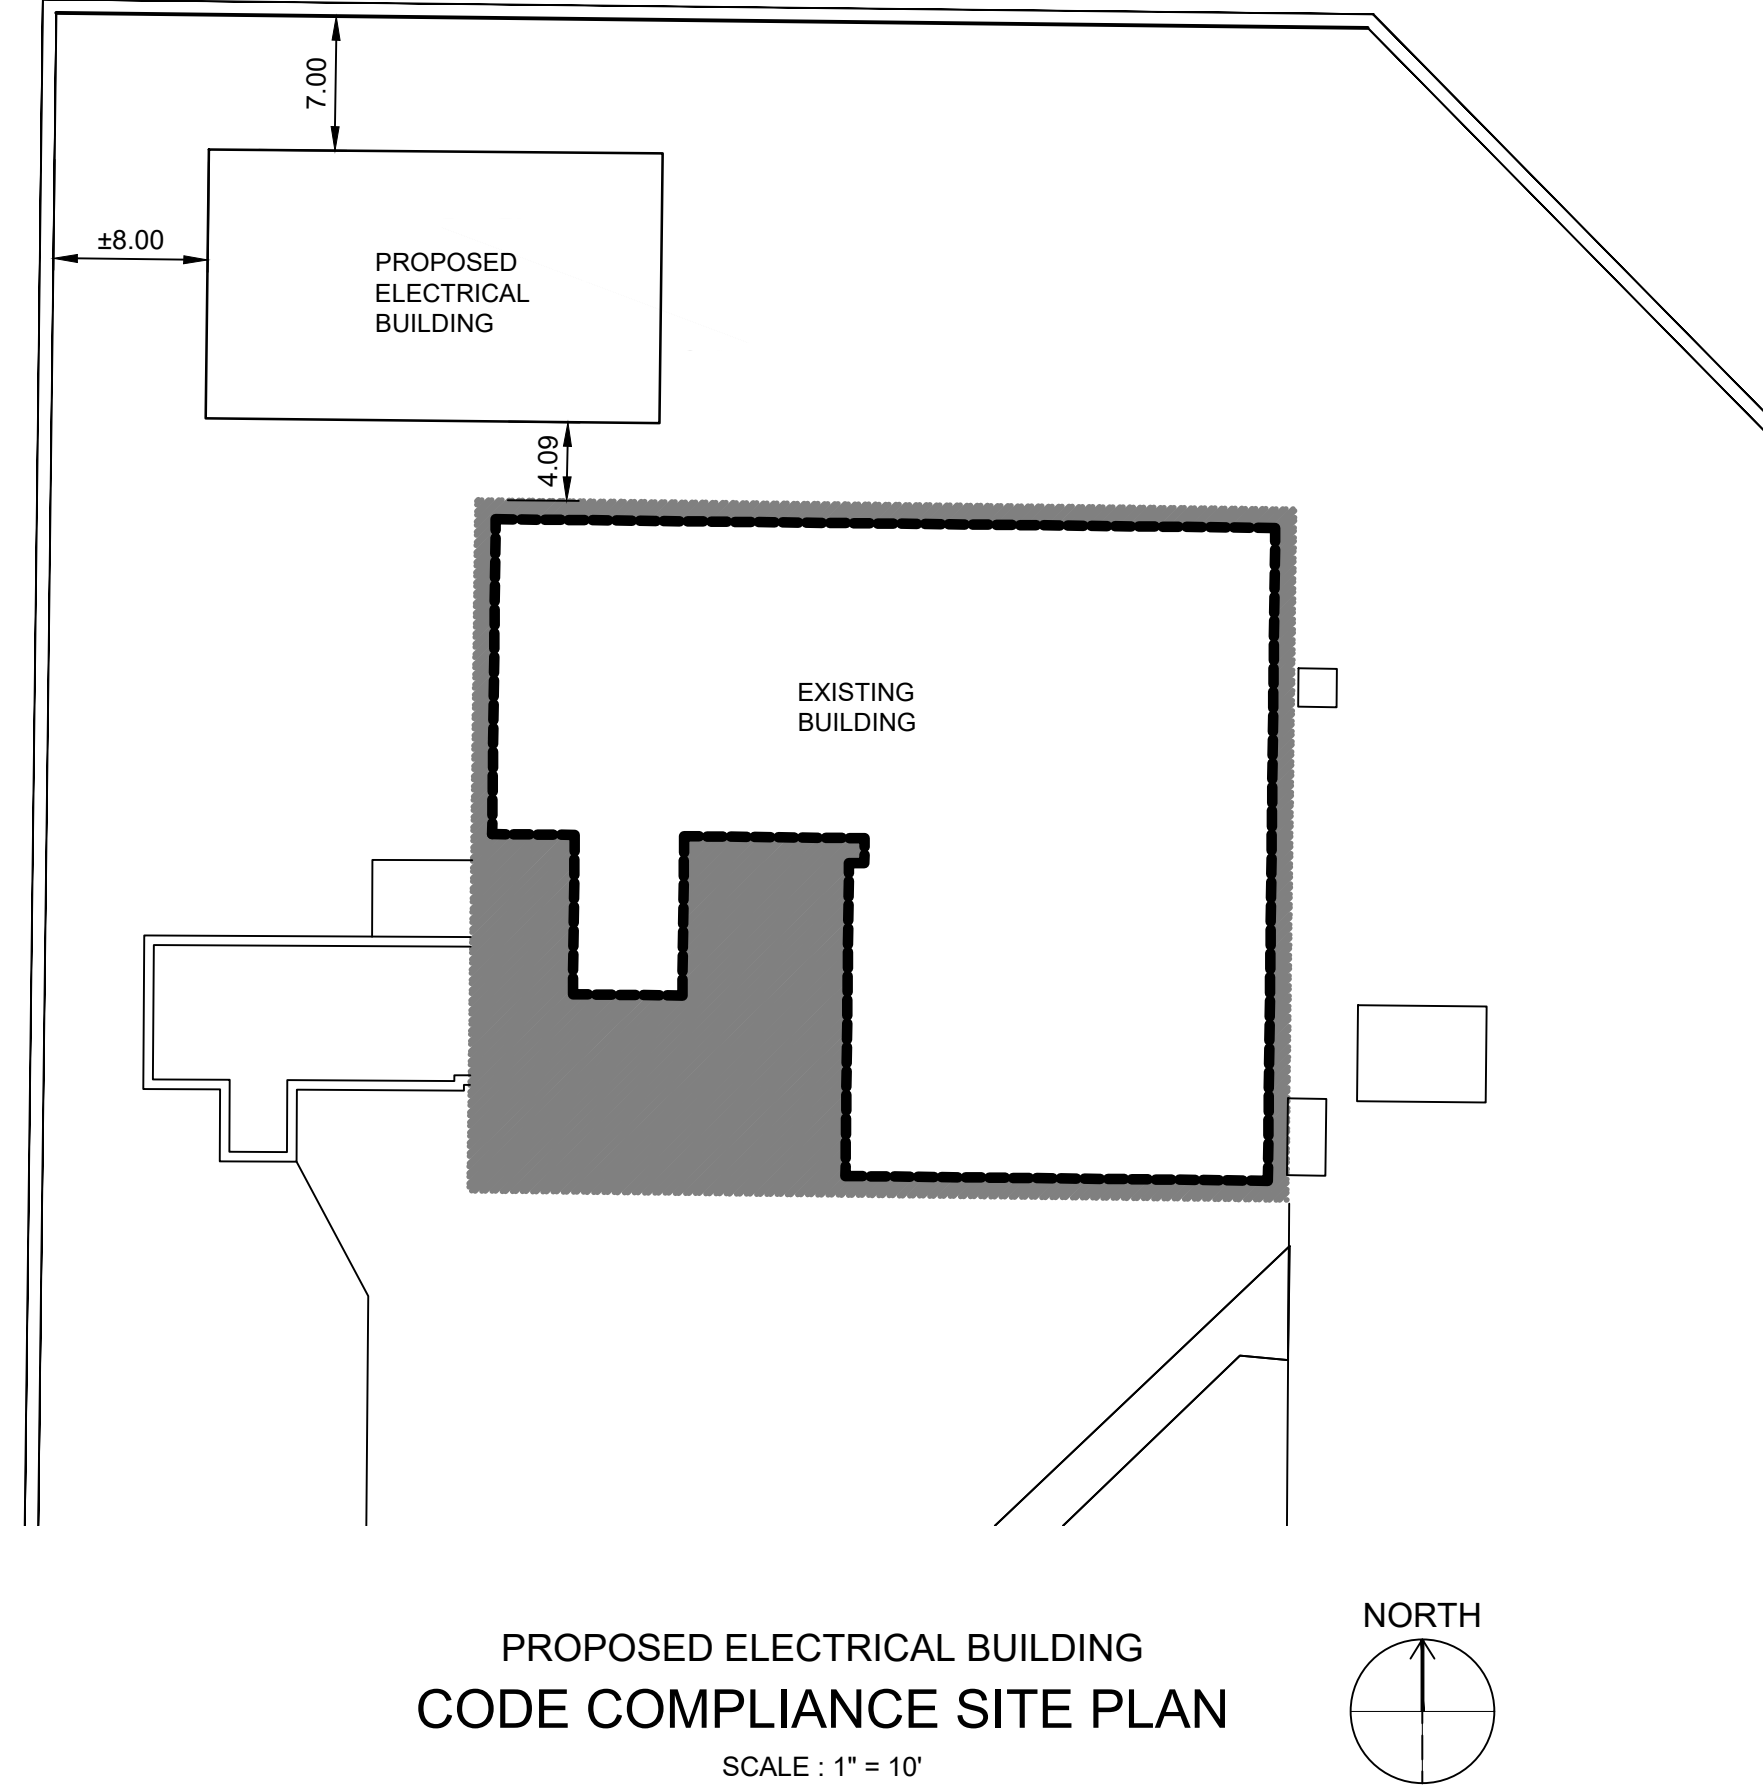 7.00
±8.00
PROPOSED
ELECTRICAL
BUILDING
4.09
EXISTING
BUILDING
NORTH
PROPOSED ELECTRICAL BUILDING
CODE COMPLIANCE SITE PLAN
SCALE : 1" = 10'